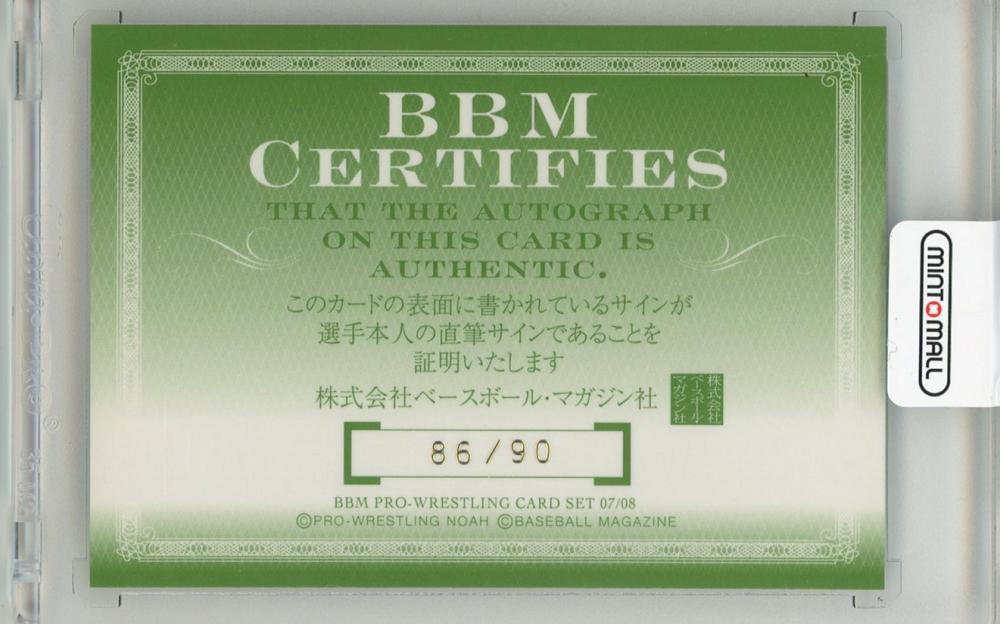 BBM
CERTIFIES
THAT THE AUTOGRAPH
ON THIS CARD IS
AUTHENTIC.
このカードの表面に書かれているサインが
選手本人の直筆サインであることを
証明いたします
株式会社ベースボール・マガジン社
株式会社
ベースボール・
マガジン社
86/90
BBM PRO-WRESTLING CARD SET 07/08
©PRO-WRESTLING NOAH ©BASEBALL MAGAZINE
MINT MALL